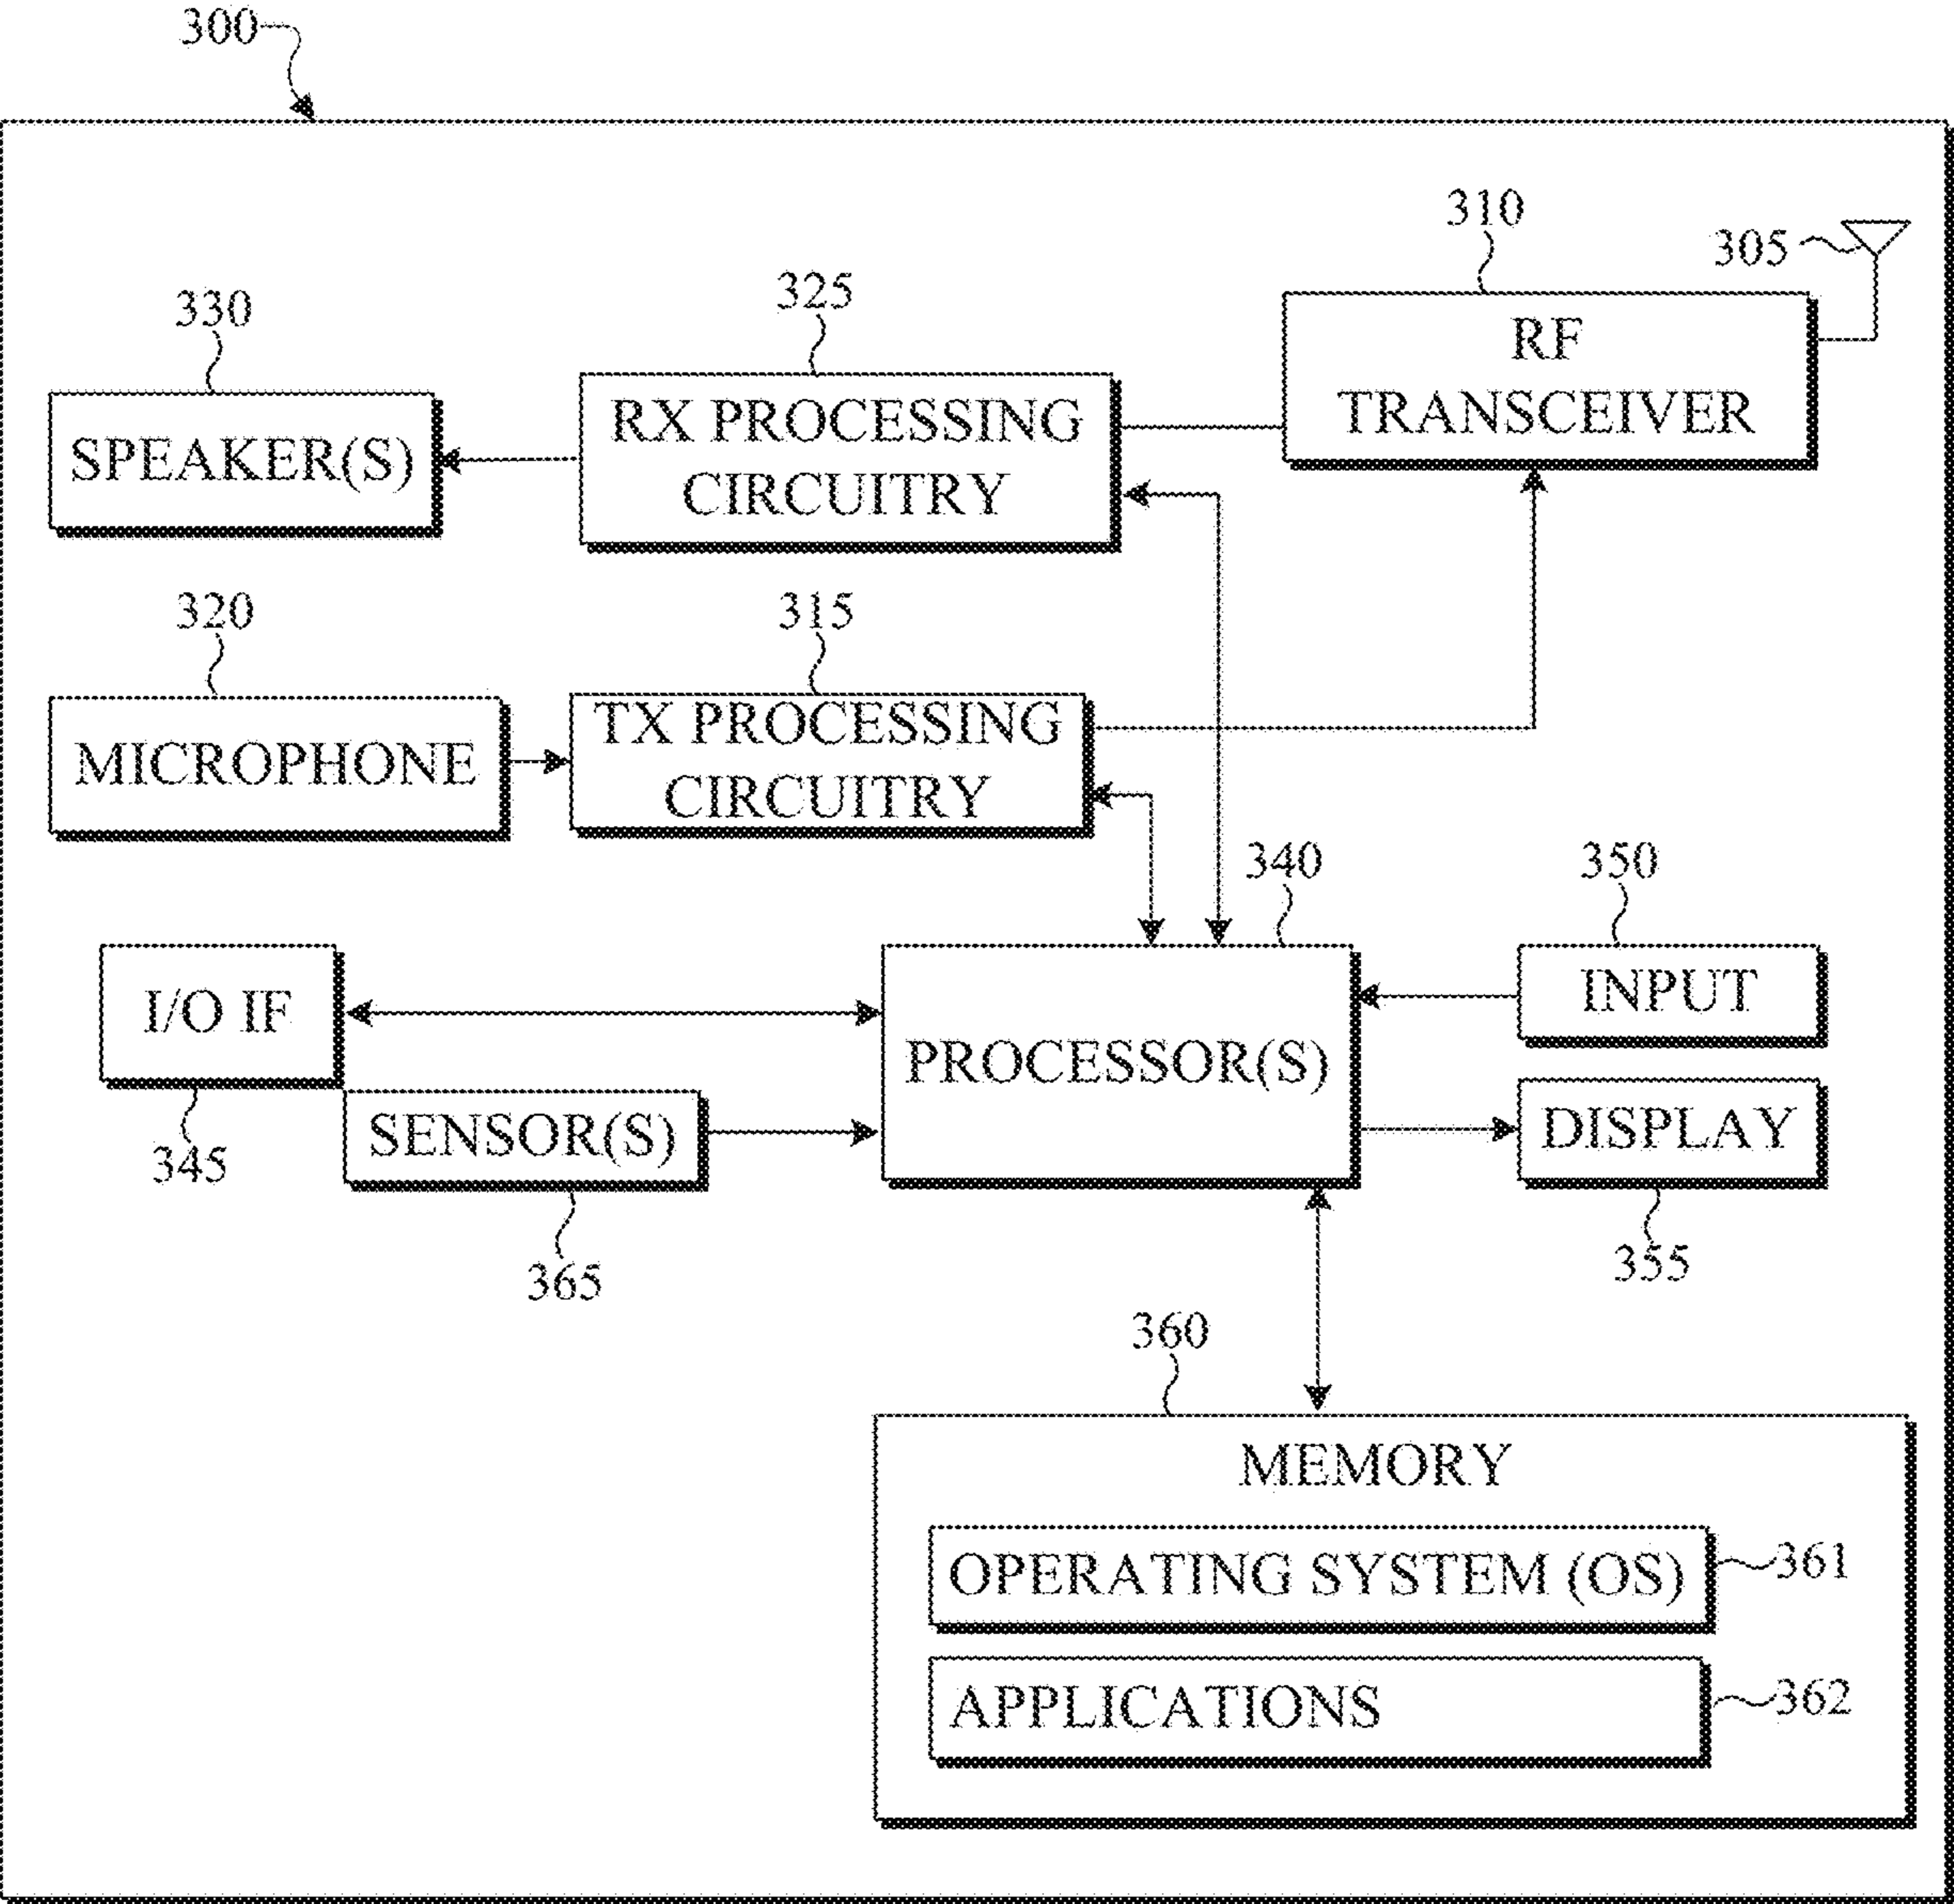 300
310
305
325
330
RF
TRANSCEIVER
RX PROCESSING
CIRCUITRY
SPEAKER(S)
320
315
MICROPHONE
TX PROCESSING
CIRCUITRY
340
350
I/O IF
INPUT
PROCESSOR(S)
SENSOR(S)
DISPLAY
345
365
355
360
MEMORY
OPERATING SYSTEM (OS)
361
APPLICATIONS
362